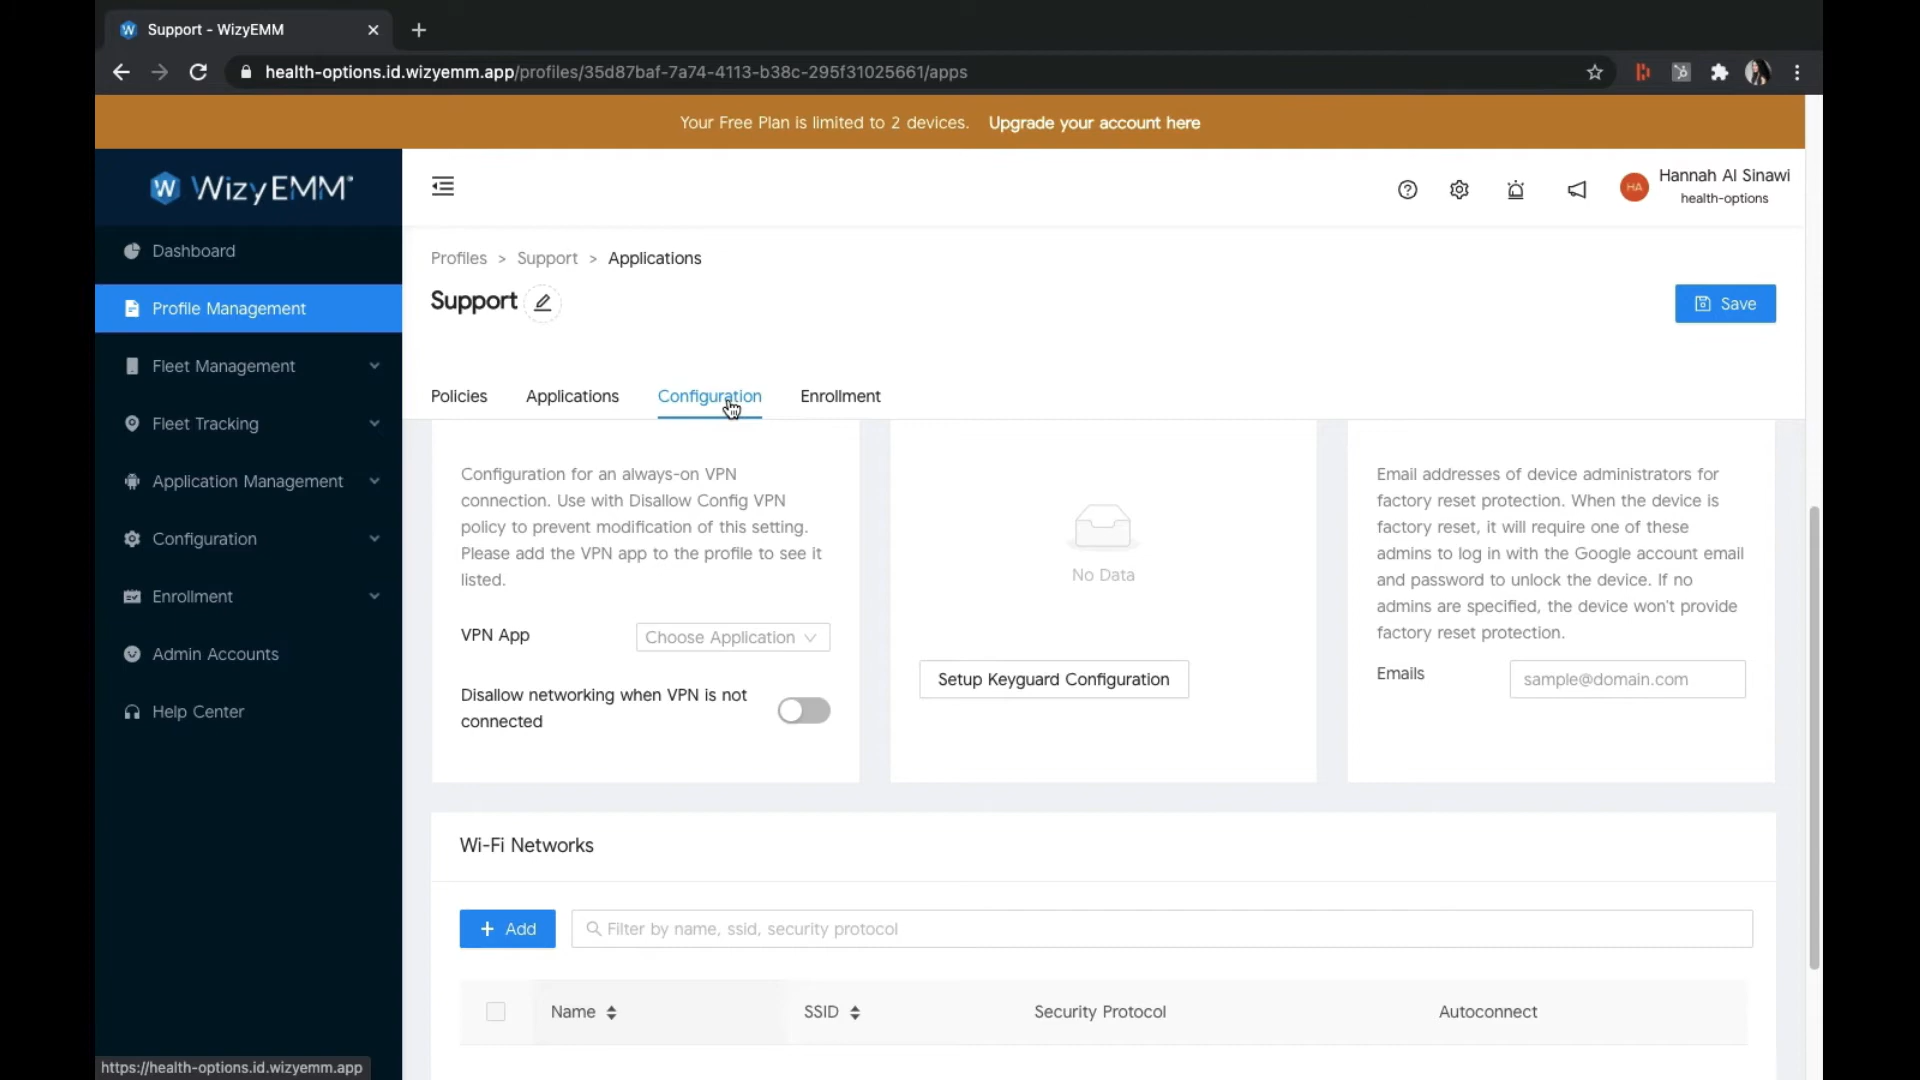 Support - WizyEMM
health-options.id.wizyemm.app/profiles/35d87baf-7a74-4113-b38c-295f31025661/apps
Your Free Plan is limited to 2 devices. Upgrade your account here
W WizyEMM
HA
Hannah Al Sinawi
health-options
Dashboard
Profile Management
Fleet Management
Fleet Tracking
Application Management
Configuration
Enrollment
Admin Accounts
Help Center
Profiles > Support > Applications
Support
Save
Policies Applications Configuration Enrollment
Configuration for an always-on VPN
connection. Use with Disallow Config VPN
policy to prevent modification of this setting.
Please add the VPN app to the profile to see it
listed.
VPN App Choose Application
Disallow networking when VPN is not
connected
No Data
Setup Keyguard Configuration
Email addresses of device administrators for
factory reset protection. When the device is
factory reset, it will require one of these
admins to log in with the Google account email
and password to unlock the device. If no
admins are specified, the device won't provide
factory reset protection.
Emails sample@domain.com
Wi-Fi Networks
+ Add Filter by name, ssid, security protocol
Name SSID Security Protocol Autoconnect
https://health-options.id.wizyemm.app